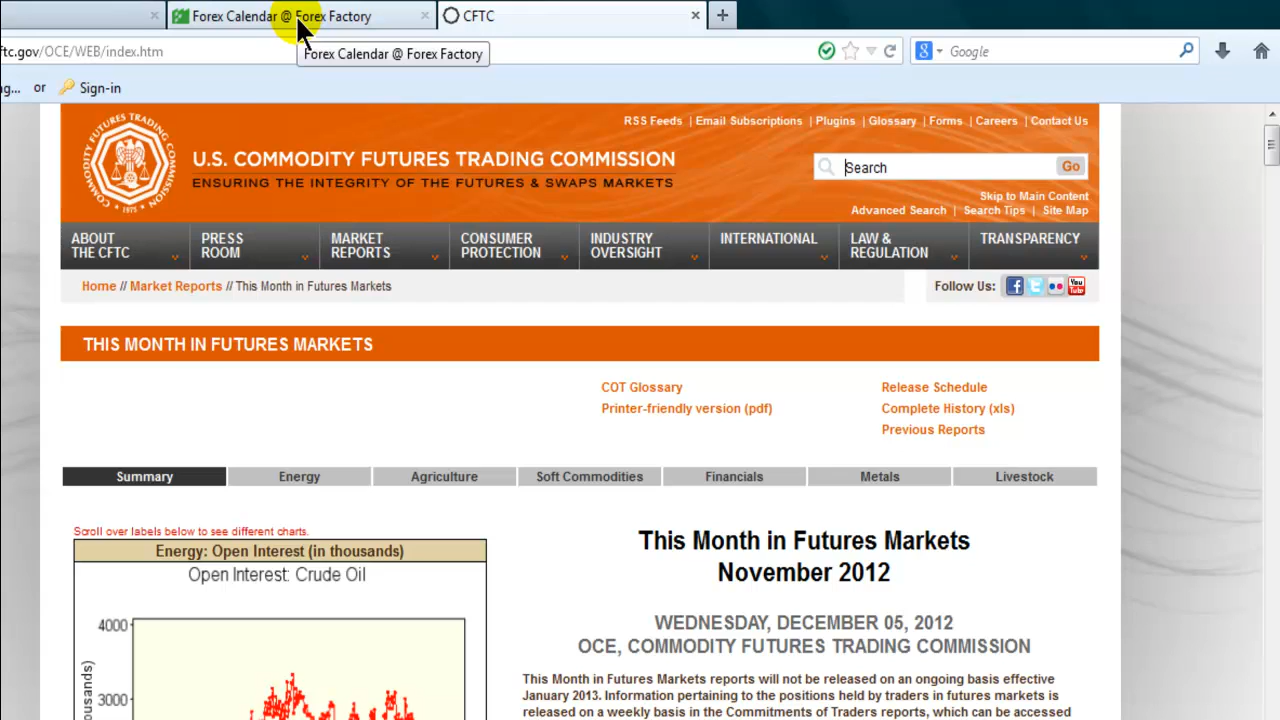 Forex Calendar @ Forex Factory
CFTC
ftc.gov/OCE/WEB/index.htm
Forex Calendar @ Forex Factory
Google
g... or Sign-in
COMMODITY FUTURES TRADING COMMISSION
1975
RSS Feeds | Email Subscriptions | Plugins | Glossary | Forms | Careers | Contact Us
U.S. COMMODITY FUTURES TRADING COMMISSION
ENSURING THE INTEGRITY OF THE FUTURES & SWAPS MARKETS
Search Go
Skip to Main Content
Advanced Search | Search Tips | Site Map
ABOUT THE CFTC
PRESS ROOM
MARKET REPORTS
CONSUMER PROTECTION
INDUSTRY OVERSIGHT
INTERNATIONAL
LAW & REGULATION
TRANSPARENCY
Home // Market Reports // This Month in Futures Markets
Follow Us: You Tube
THIS MONTH IN FUTURES MARKETS
COT Glossary
Printer-friendly version (pdf)
Release Schedule
Complete History (xls)
Previous Reports
Summary Energy Agriculture Soft Commodities Financials Metals Livestock
Scroll over labels below to see different charts.
Energy: Open Interest (in thousands)
Open Interest: Crude Oil
4000
3000
ousands)
This Month in Futures Markets
November 2012
WEDNESDAY, DECEMBER 05, 2012
OCE, COMMODITY FUTURES TRADING COMMISSION
This Month in Futures Markets reports will not be released on an ongoing basis effective
January 2013. Information pertaining to the positions held by traders in futures markets is
released on a weekly basis in the Commitments of Traders reports, which can be accessed